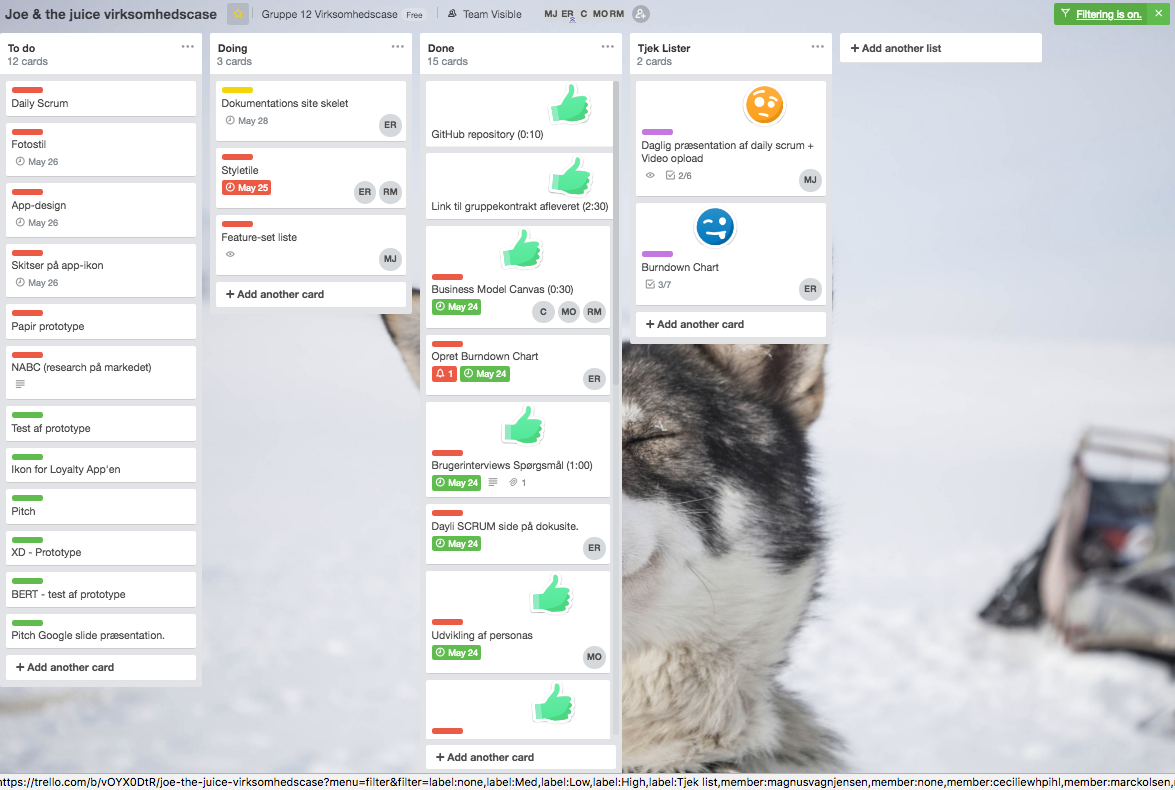 Joe & the juice virksomhedscase
Gruppe 12 Virksomhedscase Free
Team Visible
MJ ER C MO RM
Filtering is on.
To do
12 cards
Daily Scrum
Fotostil
May 26
App-design
May 26
Skitser på app-ikon
May 26
Papir prototype
NABC (research på markedet)
Test af prototype
Ikon for Loyalty App'en
Pitch
XD - Prototype
BERT - test af prototype
Pitch Google slide præsentation.
+ Add another card
Doing
3 cards
Dokumentations site skelet
May 28
ER
Styletile
May 25
ER RM
Feature-set liste
MJ
+ Add another card
Done
15 cards
GitHub repository (0:10)
Link til gruppekontrakt afleveret (2:30)
Business Model Canvas (0:30)
May 24
C MO RM
Opret Burndown Chart
1 May 24
ER
Brugerinterviews Spørgsmål (1:00)
May 24 1
Dayli SCRUM side på dokusite.
May 24
ER
Udvikling af personas
May 24
MO
+ Add another card
Tjek Lister
2 cards
Daglig præsentation af daily scrum +
Video opload
2/6
MJ
Burndown Chart
3/7
ER
+ Add another card
+ Add another list
https://trello.com/b/vOYX0DtR/joe-the-juice-virksomhedscase?menu=filter&filter=label:none,label:Med,label:Low,label:High,label:Tjek list,member:magnusvagnjensen,member:none,member:ceciliewhpihl,member:marckolsen,